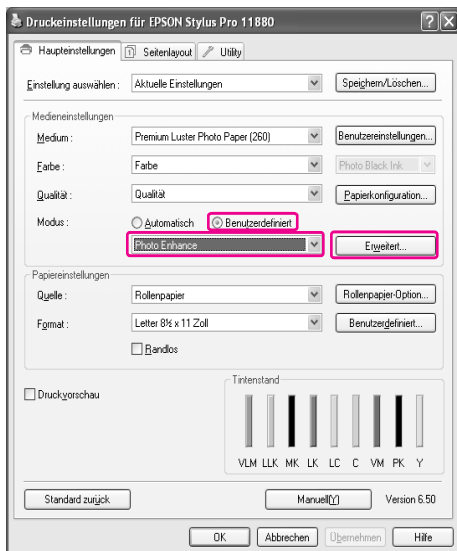 Druckeinstellungen für EPSON Stylus Pro 11880
Haupteinstellungen Seitenlayout Utility
Einstellung auswählen : Aktuelle Einstellungen Speichern/Löschen...
Medieneinstellungen
Medium : Premium Luster Photo Paper (260) Benutzereinstellungen...
Farbe : Farbe Photo Black Ink
Qualität : Qualität Papierkonfiguration...
Modus : Automatisch Benutzerdefiniert
Photo Enhance Erweitert...
Papiereinstellungen
Quelle : Rollenpapier Rollenpapier-Option...
Format : Letter 8½ x 11 Zoll Benutzerdefiniert...
Randlos
Druckvorschau
Tintenstand
VLM LLK MK LK LC C VM PK Y
Standard zurück Manuell(Y) Version 6.50
OK Abbrechen Übernehmen Hilfe